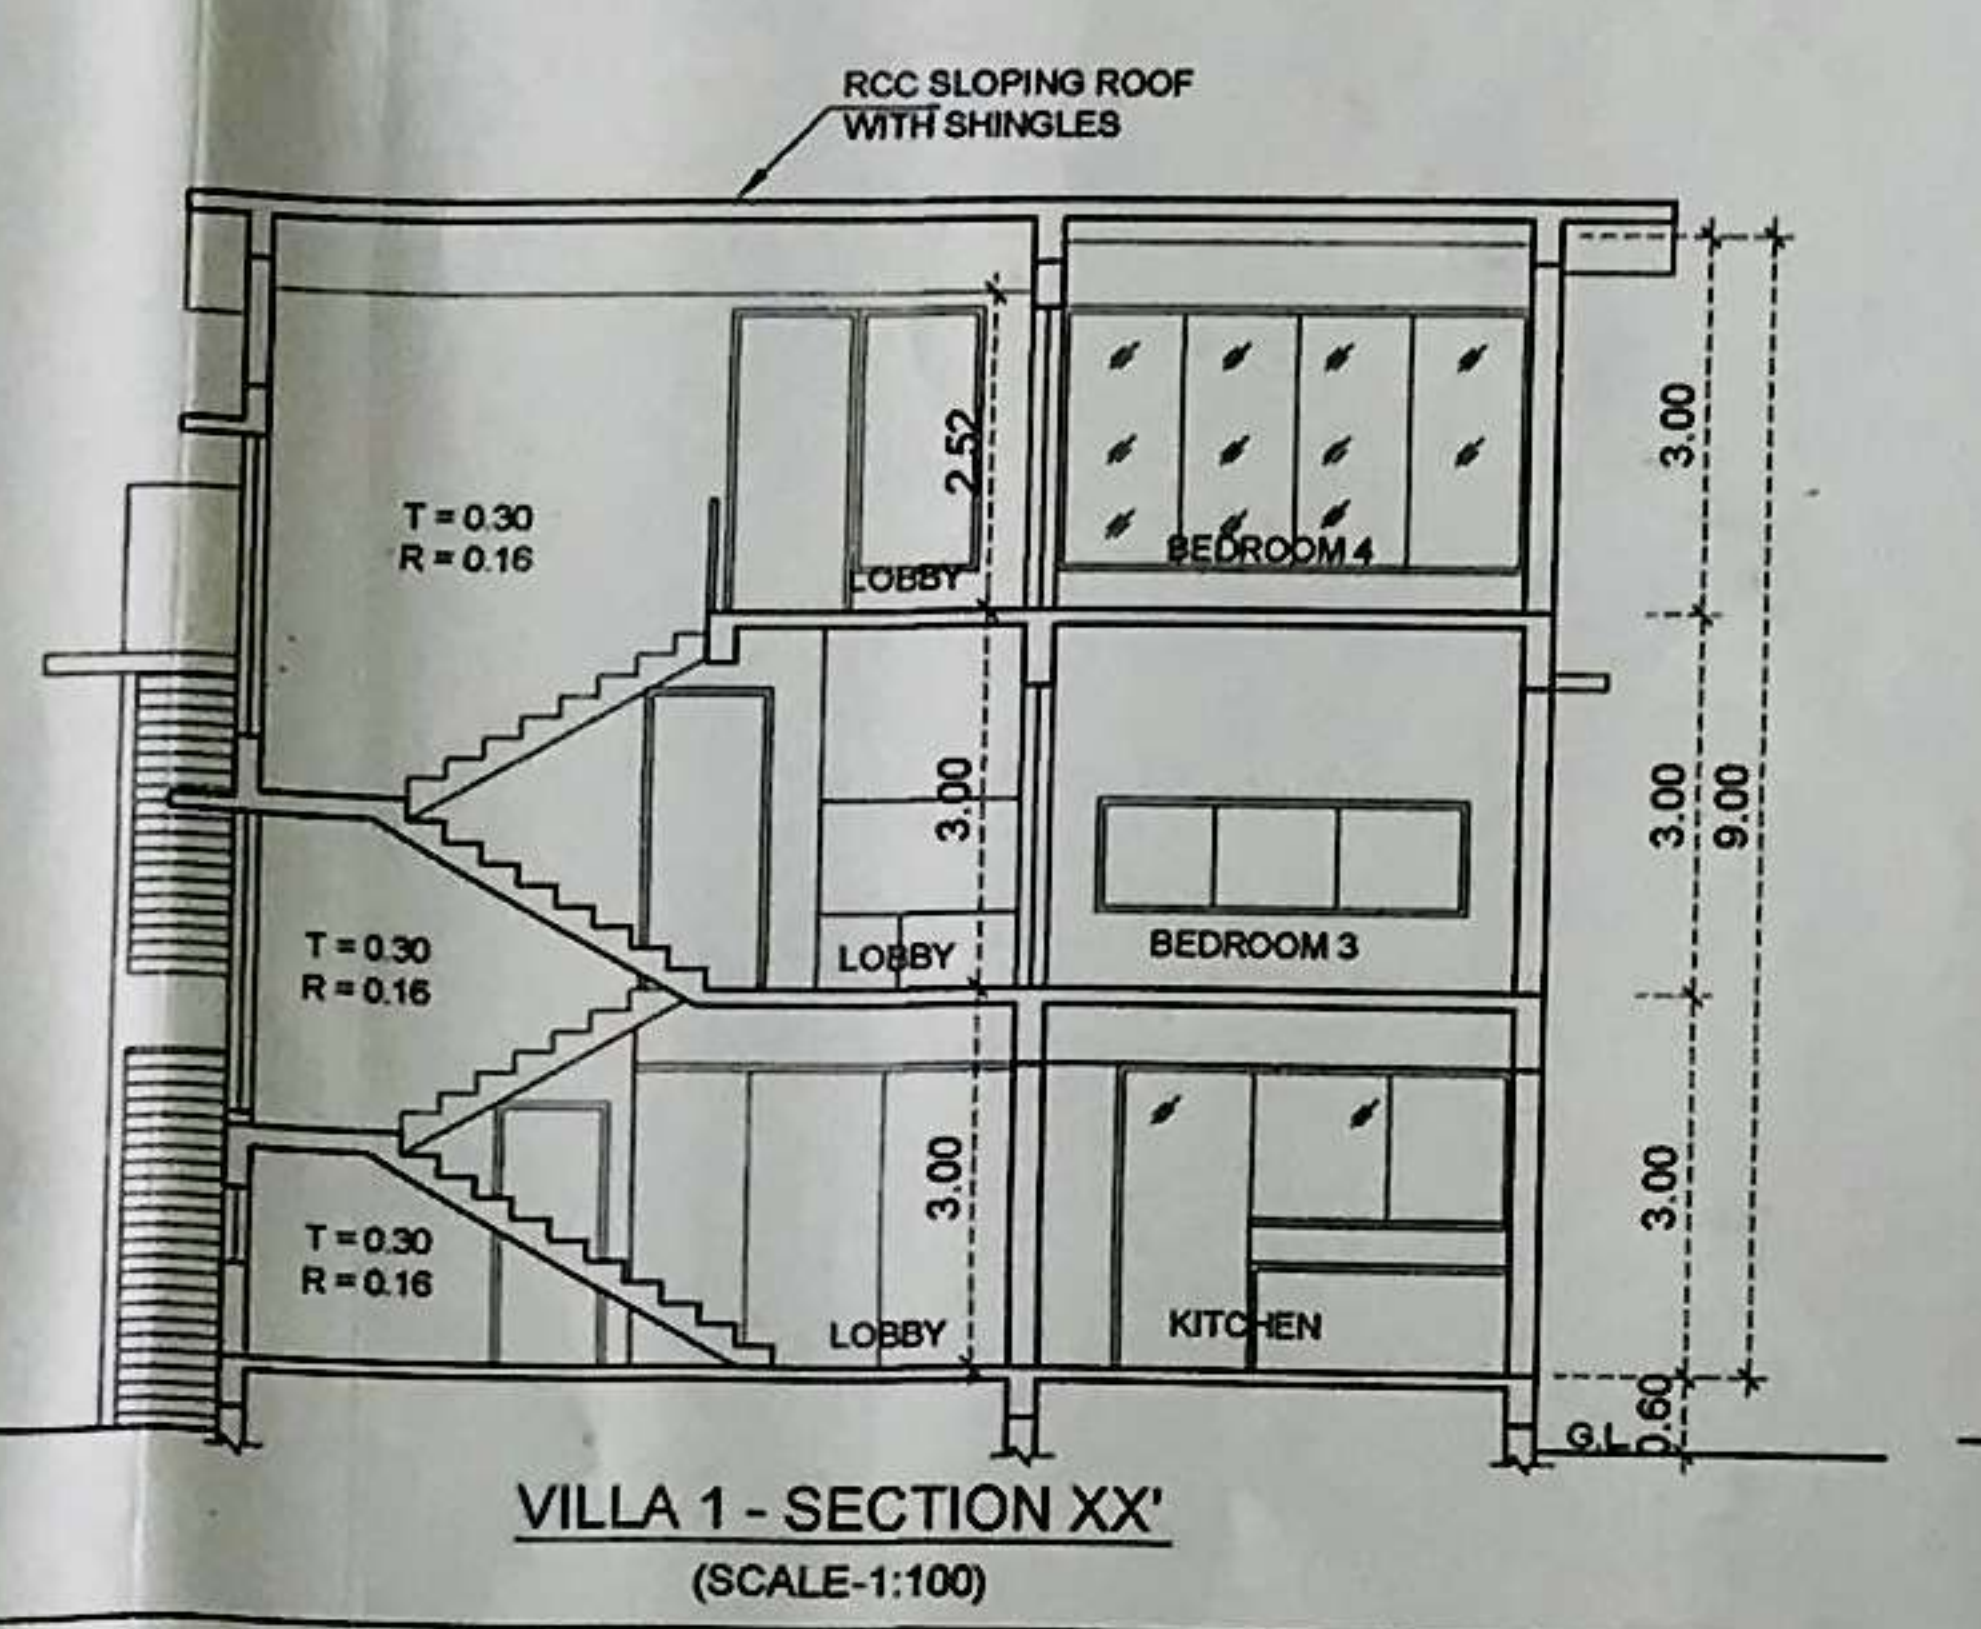 RCC SLOPING ROOF
WITH SHINGLES
T = 0.30
R = 0.16
2.52
LOBBY
BEDROOM 4
3.00
T = 0.30
R = 0.16
3.00
LOBBY
BEDROOM 3
3.00
9.00
T = 0.30
R = 0.16
3.00
LOBBY
KITCHEN
3.00
G.L
0.60
VILLA 1 - SECTION XX'
(SCALE-1:100)